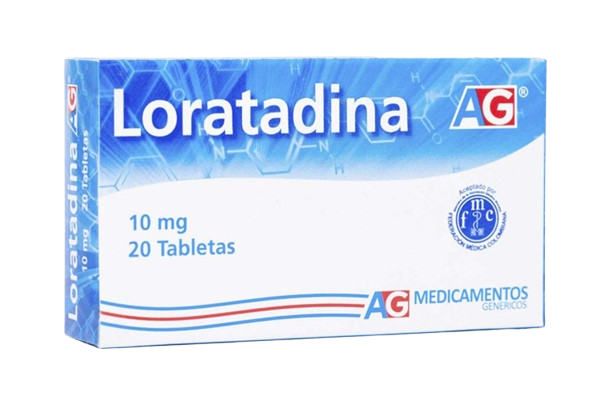 Loratadina
AG®
10 mg
20 Tabletas
Aceptado por
fmc
FEDERACIÓN MÉDICA COLOMBIANA
AG MEDICAMENTOS
GENÉRICOS
Loratadina AG
10 mg 20 Tabletas